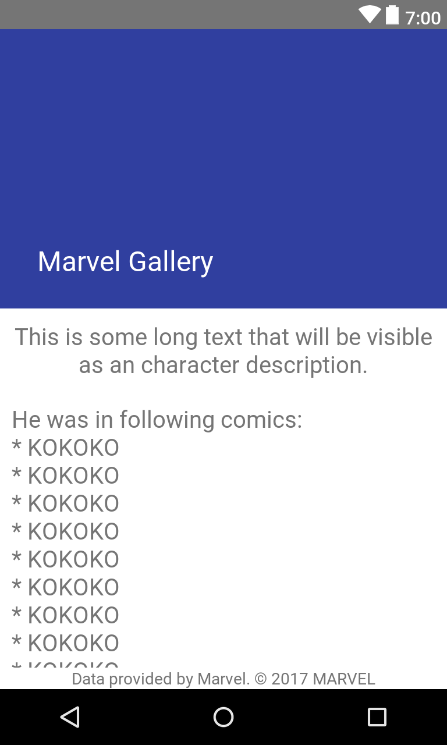 7:00
Marvel Gallery
This is some long text that will be visible
as an character description.
He was in following comics:
* KOKOKO
* KOKOKO
* KOKOKO
* KOKOKO
* KOKOKO
* KOKOKO
* KOKOKO
* KOKOKO
* KOKOKO
Data provided by Marvel. © 2017 MARVEL